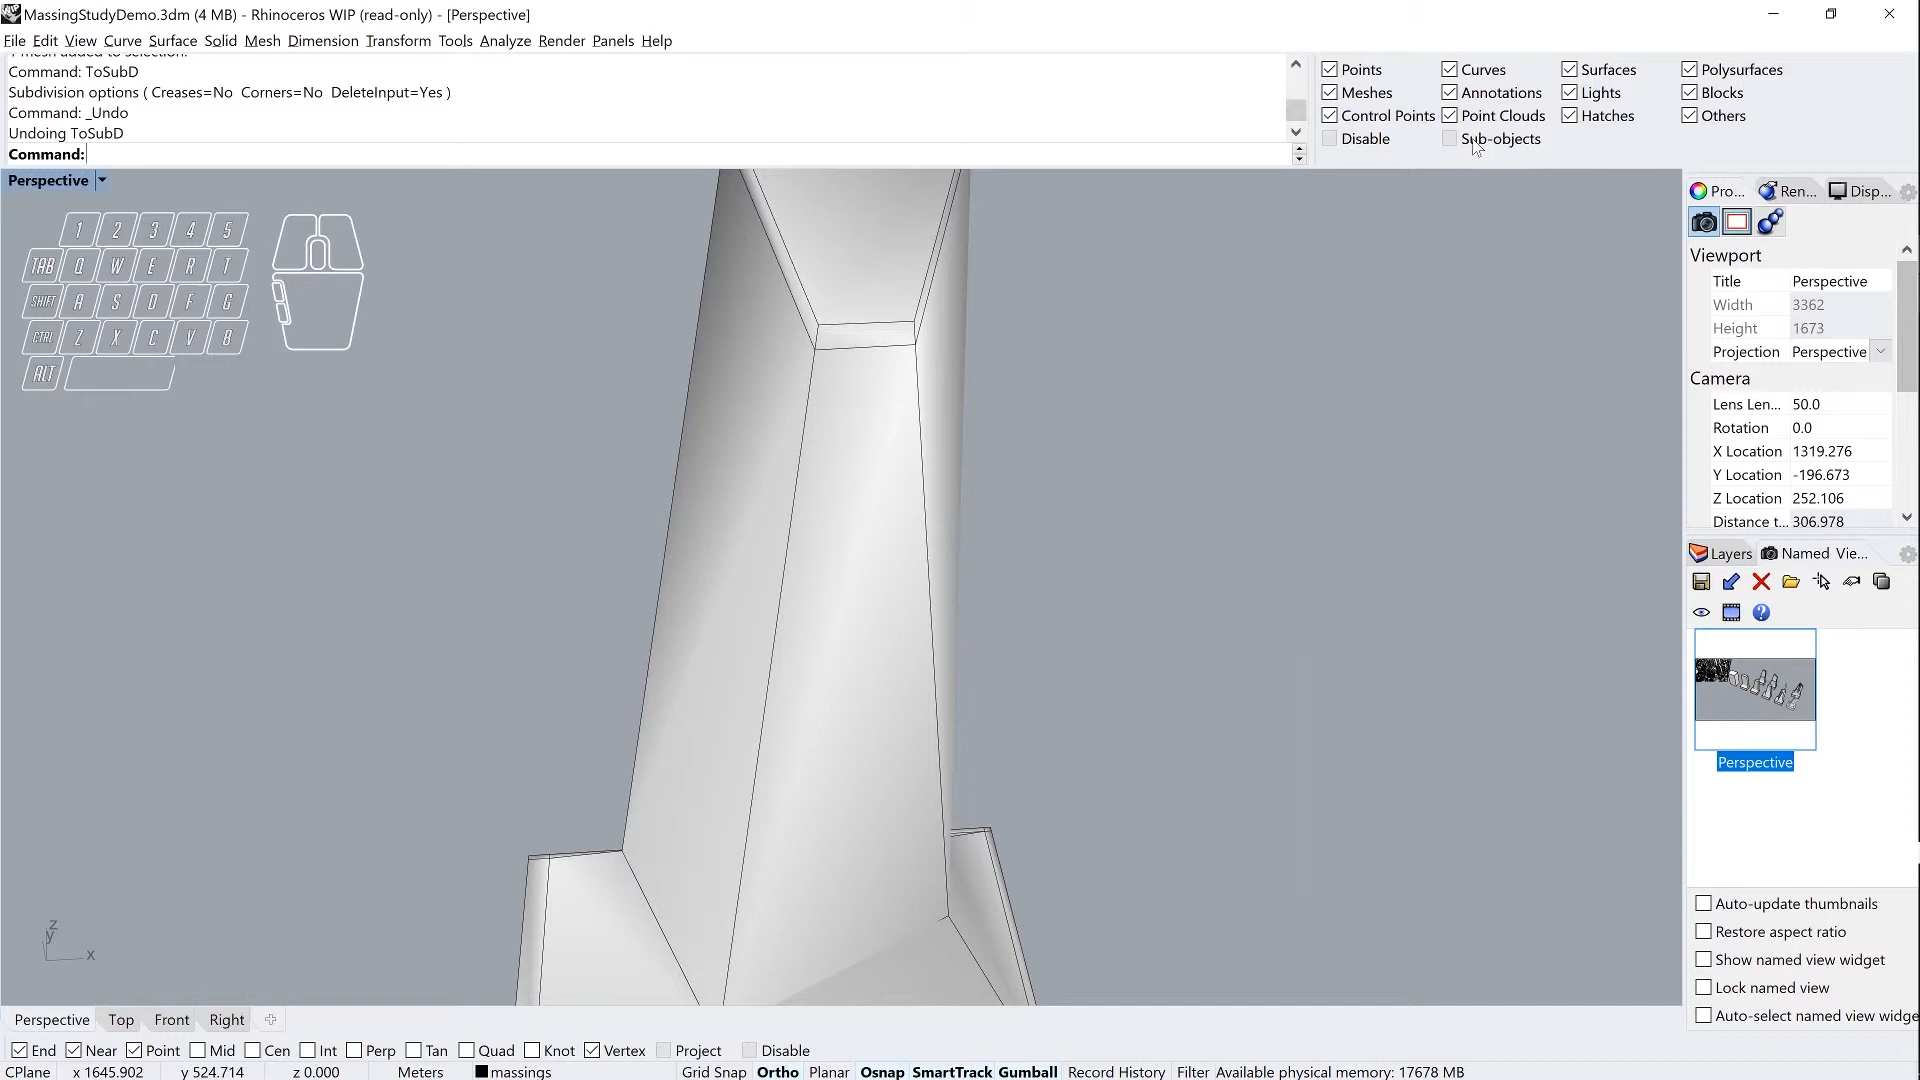 MassingStudyDemo.3dm (4 MB) - Rhinoceros WIP (read-only) - [Perspective]
File Edit View Curve Surface Solid Mesh Dimension Transform Tools Analyze Render Panels Help
1 mesh added to selection.
Command: ToSubD
Subdivision options ( Creases=No Corners=No DeleteInput=Yes )
Command: _Undo
Undoing ToSubD
Command:
Points Curves Surfaces Polysurfaces
Meshes Annotations Lights Blocks
Control Points Point Clouds Hatches Others
Disable Sub-objects
Perspective
1 2 3 4 5
TAB Q W E R T
SHIFT A S D F G
CTRL Z X C V B
ALT
z
y
x
Pro... Ren... Disp...
Viewport
Title Perspective
Width 3362
Height 1673
Projection Perspective
Camera
Lens Len... 50.0
Rotation 0.0
X Location 1319.276
Y Location -196.673
Z Location 252.106
Distance t... 306.978
Layers Named Vie...
Perspective
Auto-update thumbnails
Restore aspect ratio
Show named view widget
Lock named view
Auto-select named view widge
Perspective Top Front Right
End Near Point Mid Cen Int Perp Tan Quad Knot Vertex Project Disable
CPlane x 1645.902 y 524.714 z 0.000 Meters massings Grid Snap Ortho Planar Osnap SmartTrack Gumball Record History Filter Available physical memory: 17678 MB